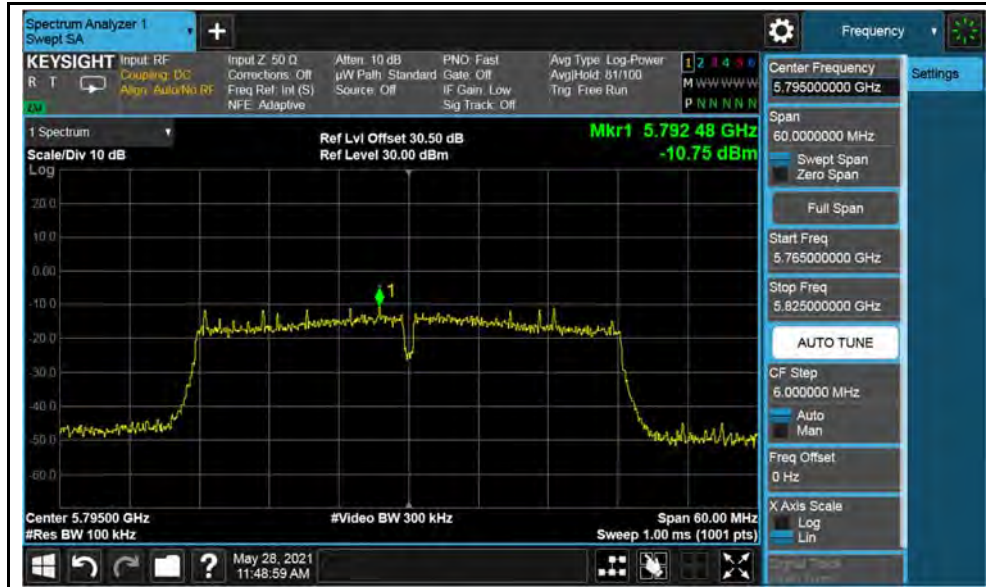 Spectrum Analyzer 1
Swept SA
+
Frequency
KEYSIGHT
R T
Input: RF
Coupling: DC
Align: Auto/No RF
Input Z: 50 Ω
Corrections: Off
Freq Ref: Int (S)
NFE: Adaptive
Atten: 10 dB
µW Path: Standard
Source: Off
PNO: Fast
Gate: Off
IF Gain: Low
Sig Track: Off
Avg Type: Log-Power
Avg|Hold: 81/100
Trig: Free Run
1 2 3 4 5 6
M W W W W W
P N N N N N
1 Spectrum
Scale/Div 10 dB
Log
Ref Lvl Offset 30.50 dB
Ref Level 30.00 dBm
Mkr1 5.792 48 GHz
-10.75 dBm
20.0
10.0
0.00
-10.0
-20.0
-30.0
-40.0
-50.0
-60.0
1
Center 5.79500 GHz
#Res BW 100 kHz
#Video BW 300 kHz
Span 60.00 MHz
Sweep 1.00 ms (1001 pts)
Center Frequency
5.795000000 GHz
Settings
Span
60.0000000 MHz
Swept Span
Zero Span
Full Span
Start Freq
5.765000000 GHz
Stop Freq
5.825000000 GHz
AUTO TUNE
CF Step
6.000000 MHz
Auto
Man
Freq Offset
0 Hz
X Axis Scale
Log
Lin
Signal Track
?
May 28, 2021
11:48:59 AM